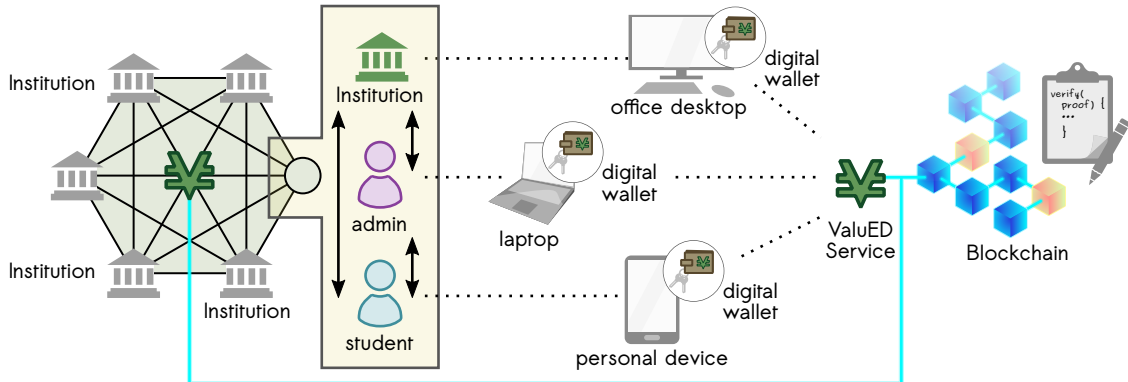 Institution
Institution
Institution
Institution
admin
student
office desktop
digital
wallet
laptop
digital
wallet
personal device
digital
wallet
ValuED
Service
Blockchain
verify(
proof) {
...
}